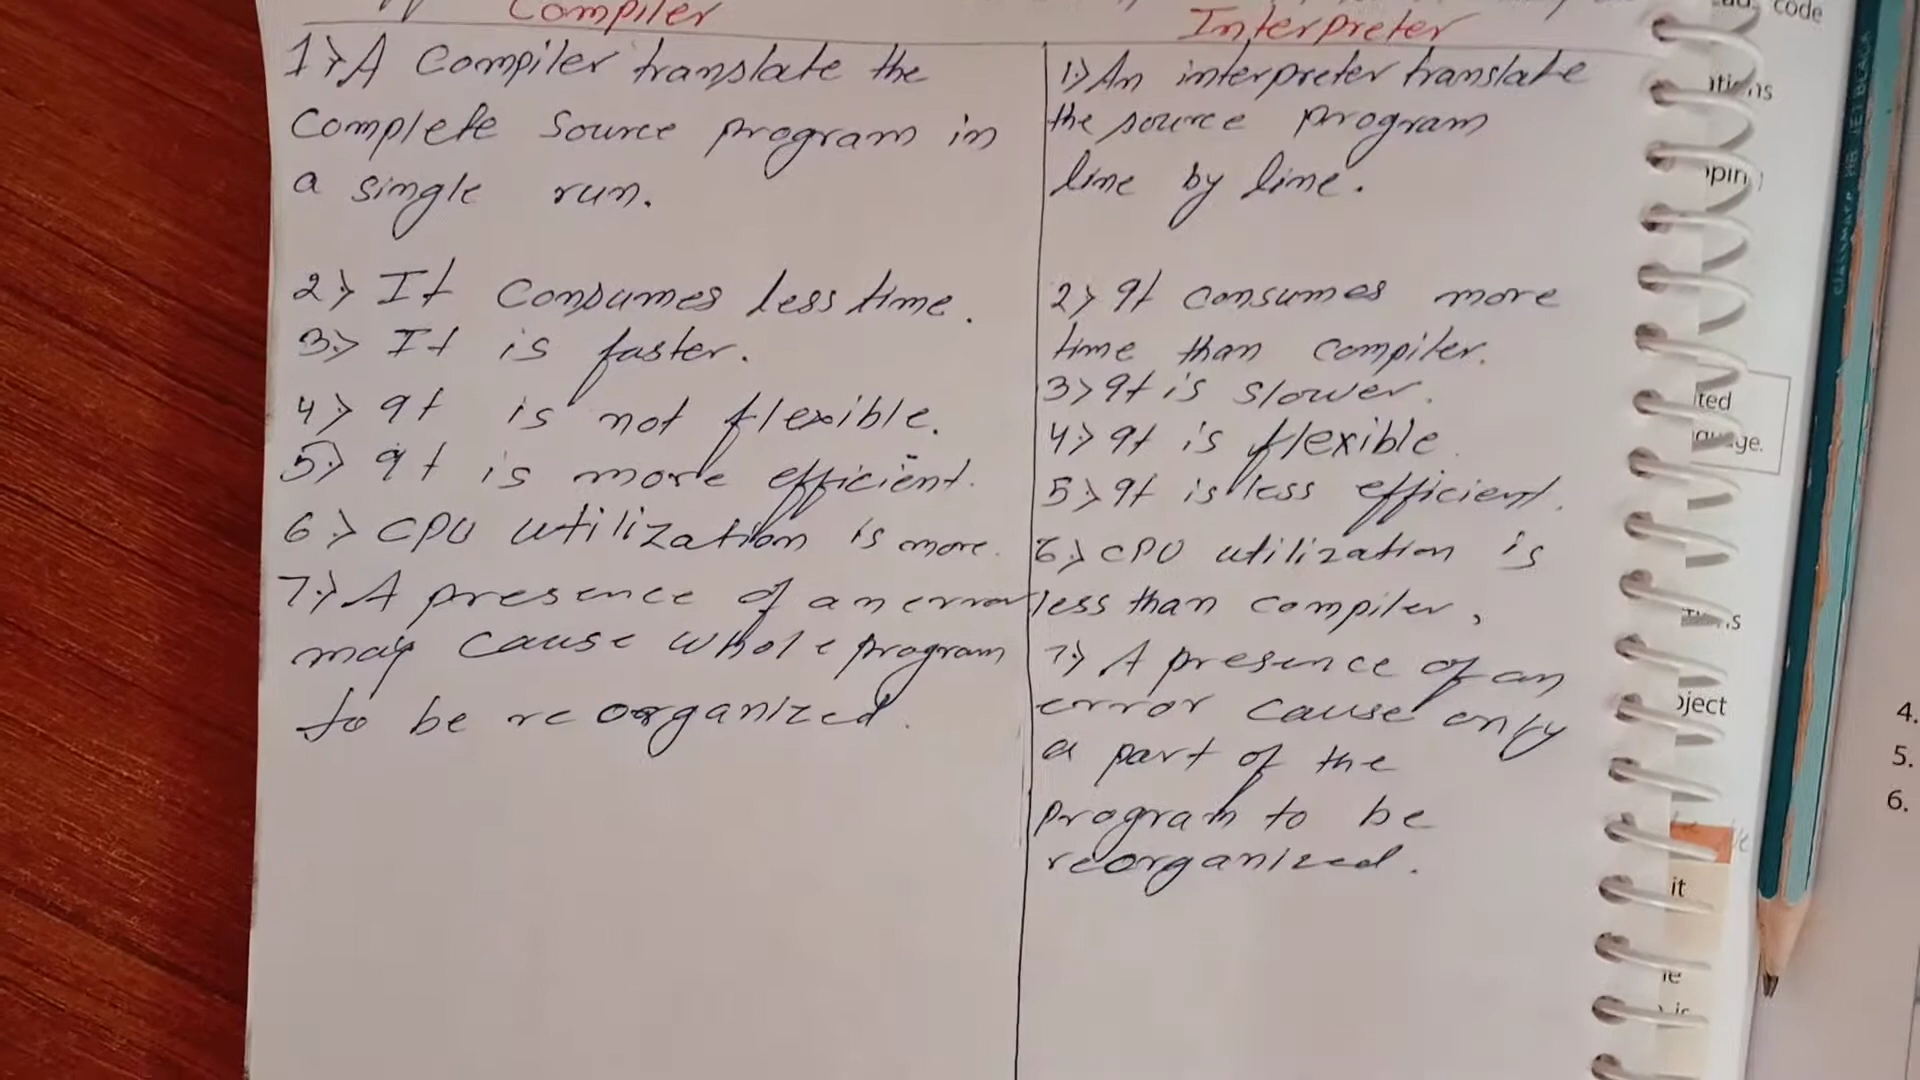 Compiler
1> A Compiler translate the
Complete Source program in
a single run.
2> It Consumes less time.
3> It is faster.
4> It is not flexible.
5> It is more efficient.
6> CPU utilization is more.
7> A presence of an error
may cause whole program
to be reorganized.
Interpreter
1> An interpreter translate
the source program
line by line.
2> It consumes more
time than compiler.
3> It is slower.
4> It is flexible
5> It is less efficient.
6> CPU utilization is
less than compiler,
7> A presence of an
error cause only
a part of the
program to be
reorganized.
code
ject
it
4.
5.
6.